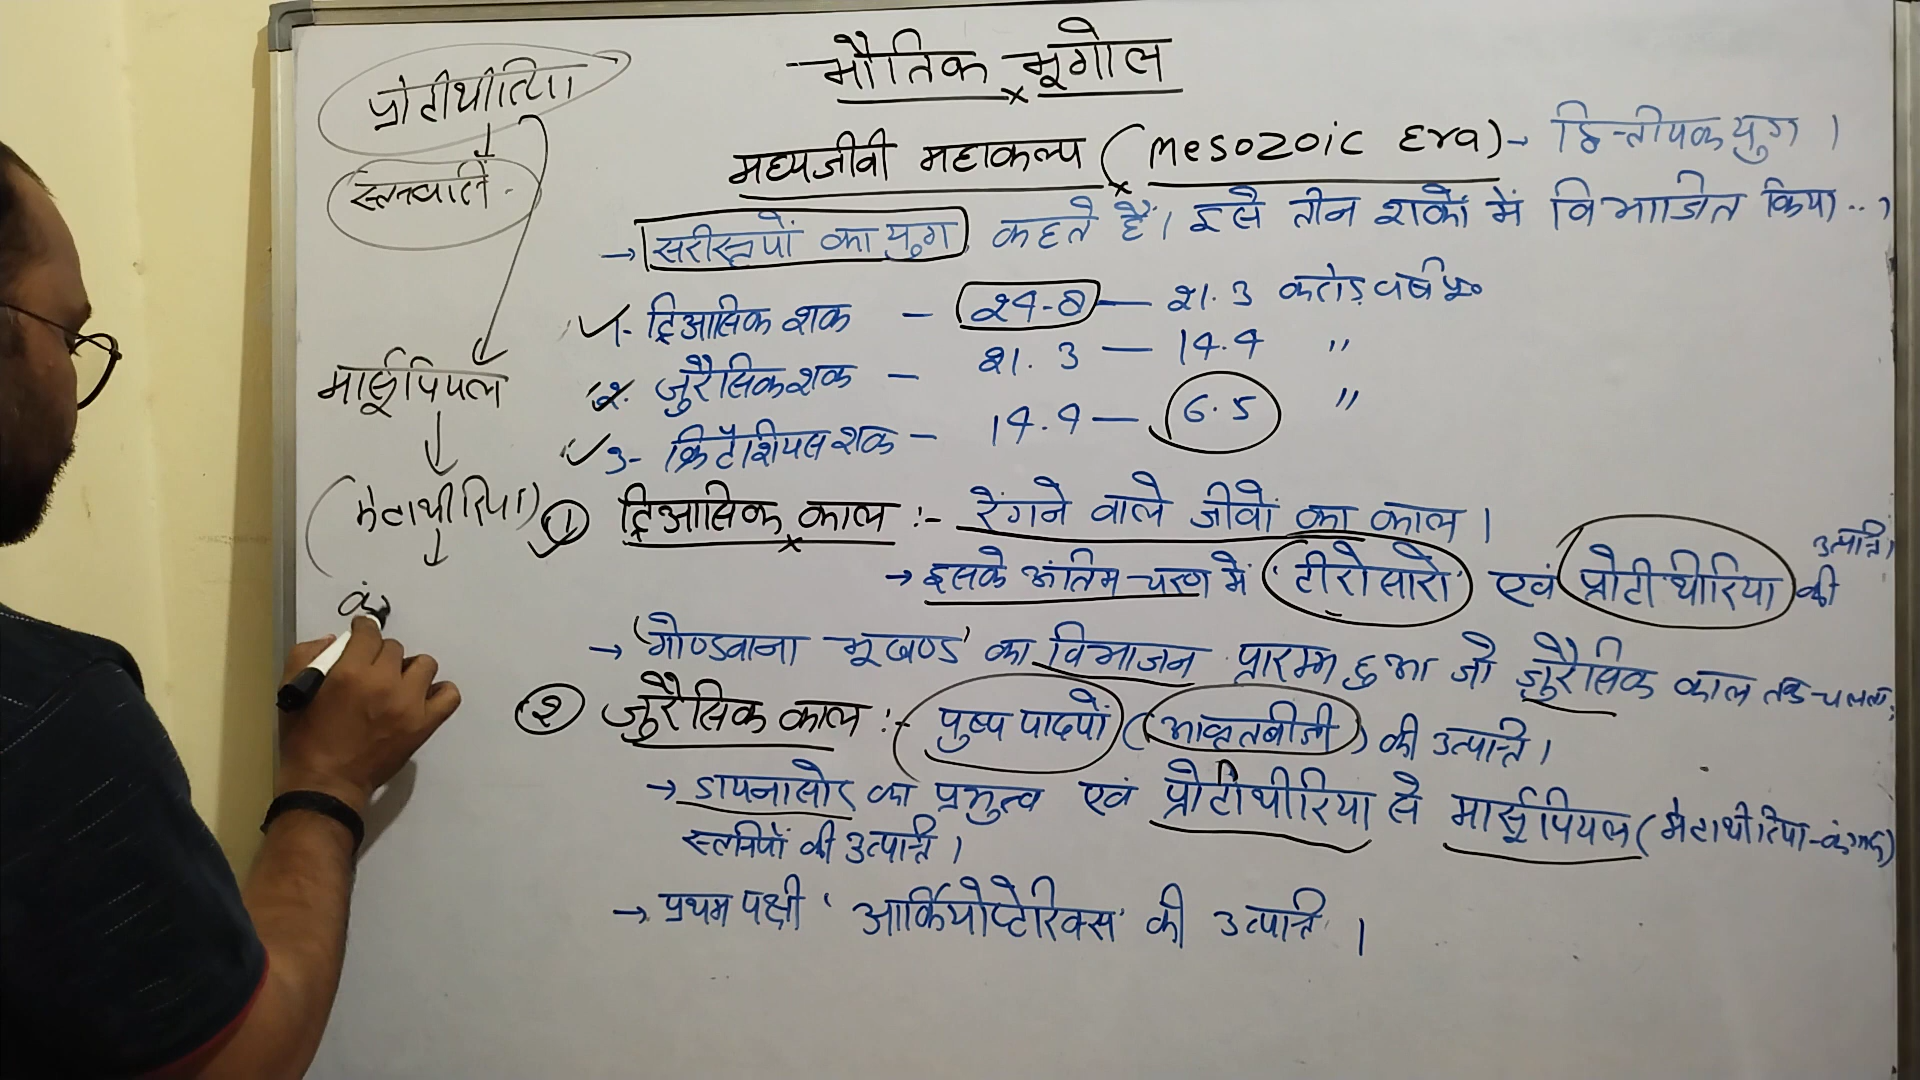 भौतिक भूगोल
मध्यजीवी महाकल्प (Mesozoic Era) - द्वितीयक युग ।
→ सरीसृपों का युग कहते हैं। इसे तीन शकों में विभाजित किया..।
1- ट्रिआसिक शक - 24.8 — 21.3 करोड़ वर्ष पू०
2. जुरैसिक शक - 21.3 — 14.4 "
3- क्रिटैशियस शक - 14.4 — 6.5 "
① ट्रिआसिक काल :- रेंगने वाले जीवों का काल ।
→ इसके अंतिम चरण में 'टीरोसारो' एवं प्रोटीथीरिया की उत्पत्ति।
→ 'गोण्डवाना भूखण्ड' का विभाजन प्रारम्भ हुआ जो जुरैसिक काल तक चलता
② जुरैसिक काल :- पुष्प पादपों (आवृतबीजी) की उत्पत्ति ।
→ डायनासोर का प्रभुत्व एवं प्रोटीथीरिया से मार्सूपियल (मेटाथीरिया-कंगारू)
स्तनियों की उत्पत्ति ।
→ प्रथम पक्षी 'आर्कियोप्टेरिक्स' की उत्पत्ति ।
प्रोटीथीरिया
↓
मार्सूपियल
↓
(मेटाथीरिया)
↓
कं